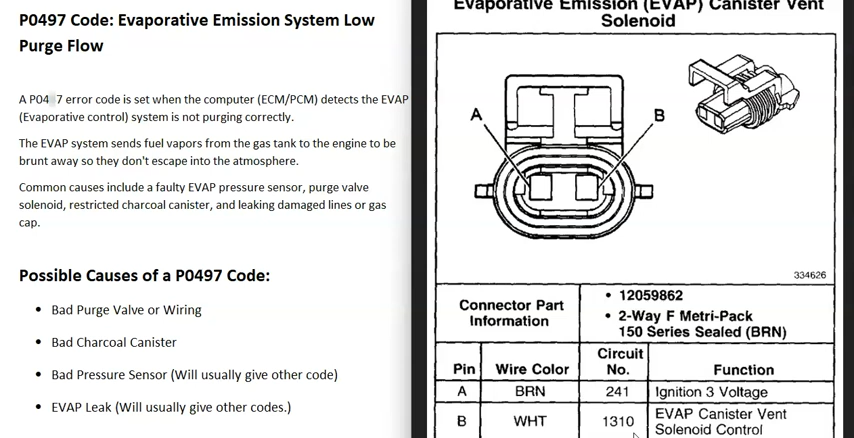 P0497 Code: Evaporative Emission System Low
Purge Flow
A P04 7 error code is set when the computer (ECM/PCM) detects the EVAP
(Evaporative control) system is not purging correctly.
The EVAP system sends fuel vapors from the gas tank to the engine to be
brunt away so they don't escape into the atmosphere.
Common causes include a faulty EVAP pressure sensor, purge valve
solenoid, restricted charcoal canister, and leaking damaged lines or gas
cap.
Possible Causes of a P0497 Code:
• Bad Purge Valve or Wiring
• Bad Charcoal Canister
• Bad Pressure Sensor (Will usually give other code)
• EVAP Leak (Will usually give other codes.)
Evaporative Emission (EVAP) Canister Vent
Solenoid
A
B
334626
Connector Part
Information
• 12059862
• 2-Way F Metri-Pack
150 Series Sealed (BRN)
Pin Wire Color Circuit No. Function
A BRN 241 Ignition 3 Voltage
B WHT 1310 EVAP Canister Vent
Solenoid Control